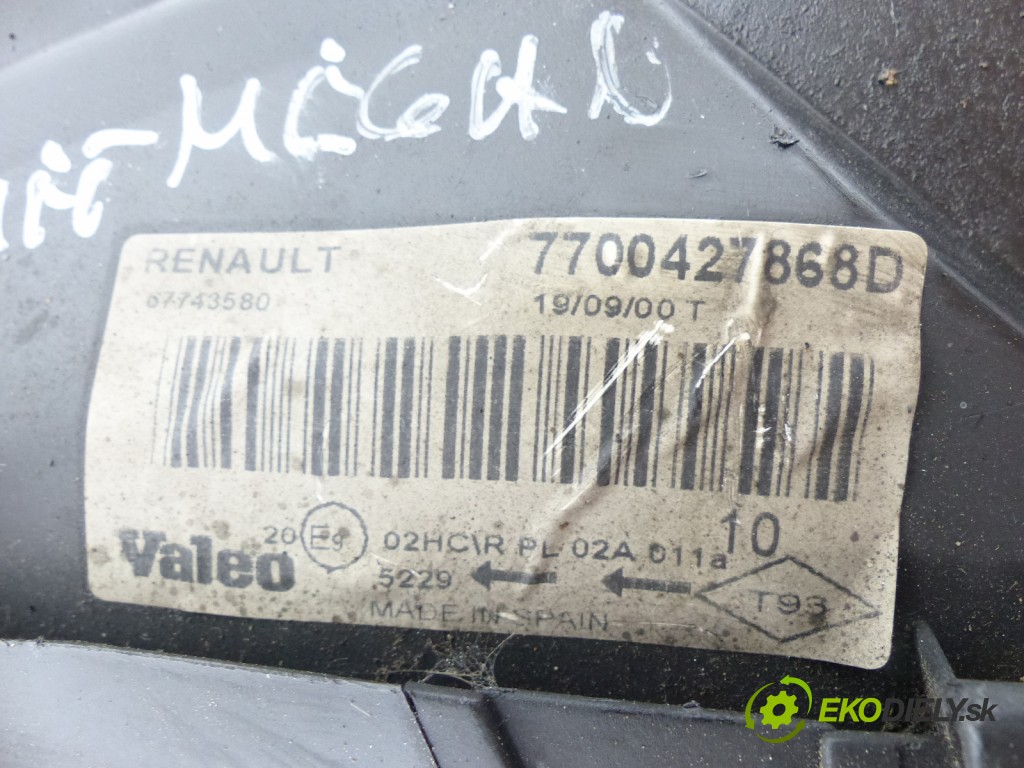 MEGAN
RENAULT 7700427868D
67743580 19/09/00 T
10
20 E9 02HC\R PL 02A 011a
Valeo 5229
T93
MADE IN SPAIN
EKODIELY.sk